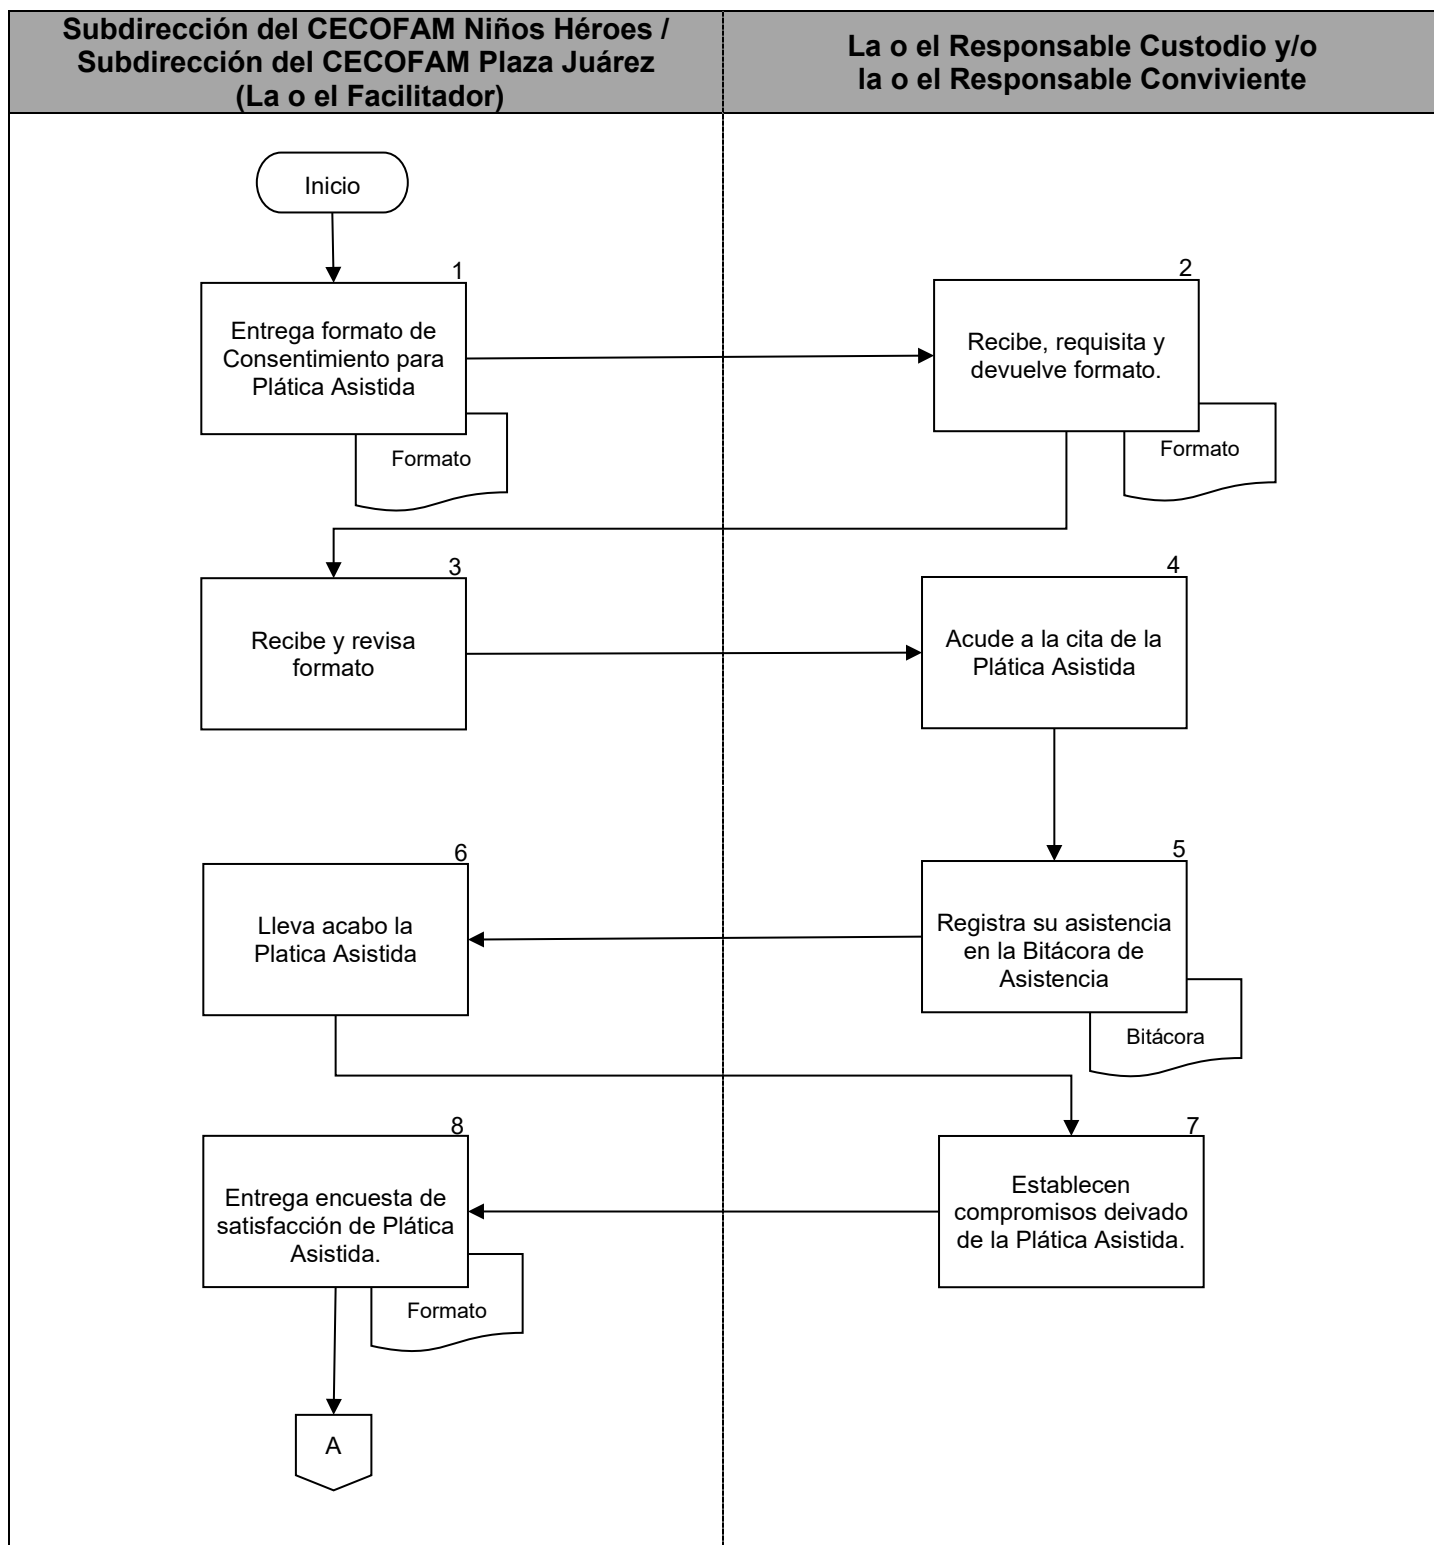 Subdirección del CECOFAM Niños Héroes /
Subdirección del CECOFAM Plaza Juárez
(La o el Facilitador)
La o el Responsable Custodio y/o
la o el Responsable Conviviente
Inicio
1
Entrega formato de
Consentimiento para
Plática Asistida
Formato
2
Recibe, requisita y
devuelve formato.
Formato
3
Recibe y revisa
formato
4
Acude a la cita de la
Plática Asistida
5
Registra su asistencia
en la Bitácora de
Asistencia
Bitácora
6
Lleva acabo la
Platica Asistida
7
Establecen
compromisos deivado
de la Plática Asistida.
8
Entrega encuesta de
satisfacción de Plática
Asistida.
Formato
A